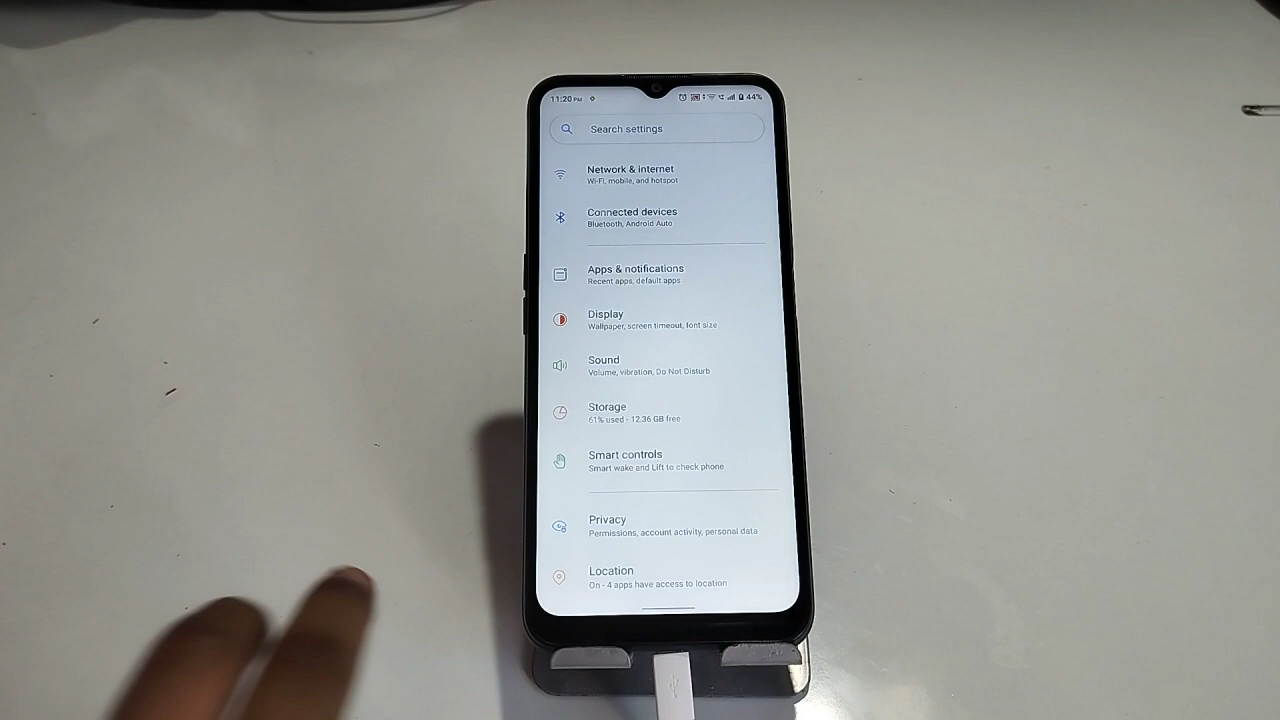 11:20 PM 44%
Search settings
Network & internet
Wi-Fi, mobile, and hotspot
Connected devices
Bluetooth, Android Auto
Apps & notifications
Recent apps, default apps
Display
Wallpaper, screen timeout, font size
Sound
Volume, vibration, Do Not Disturb
Storage
61% used - 12.36 GB free
Smart controls
Smart wake and Lift to check phone
Privacy
Permissions, account activity, personal data
Location
On - 4 apps have access to location